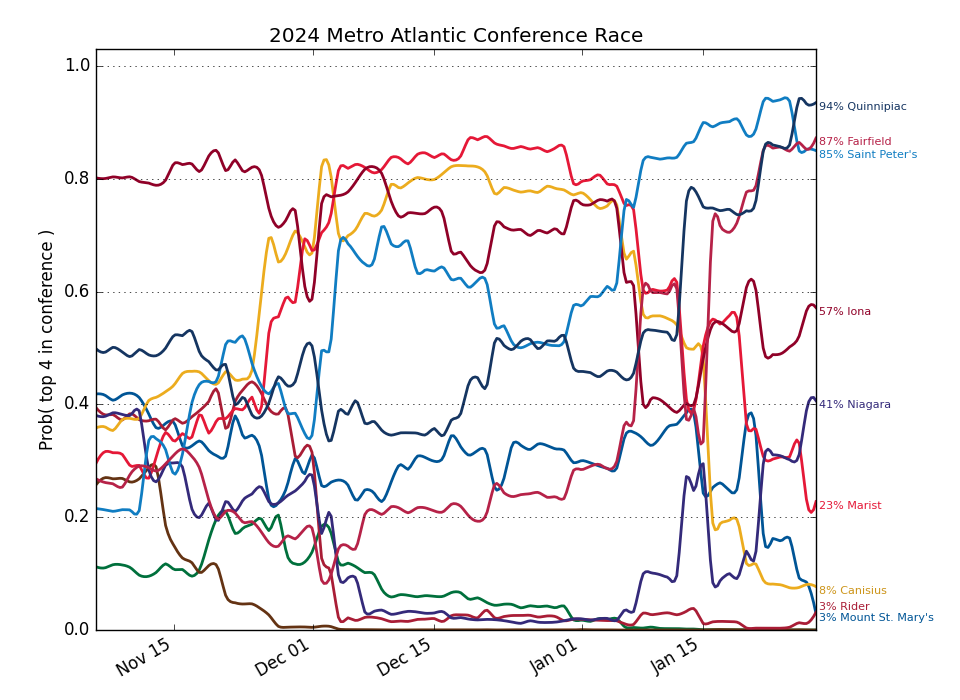 2024 Metro Atlantic Conference Race
Prob( top 4 in conference )
1.0
0.8
0.6
0.4
0.2
0.0
Nov 15
Dec 01
Dec 15
Jan 01
Jan 15
94% Quinnipiac
87% Fairfield
85% Saint Peter's
57% Iona
41% Niagara
23% Marist
8% Canisius
3% Rider
3% Mount St. Mary's